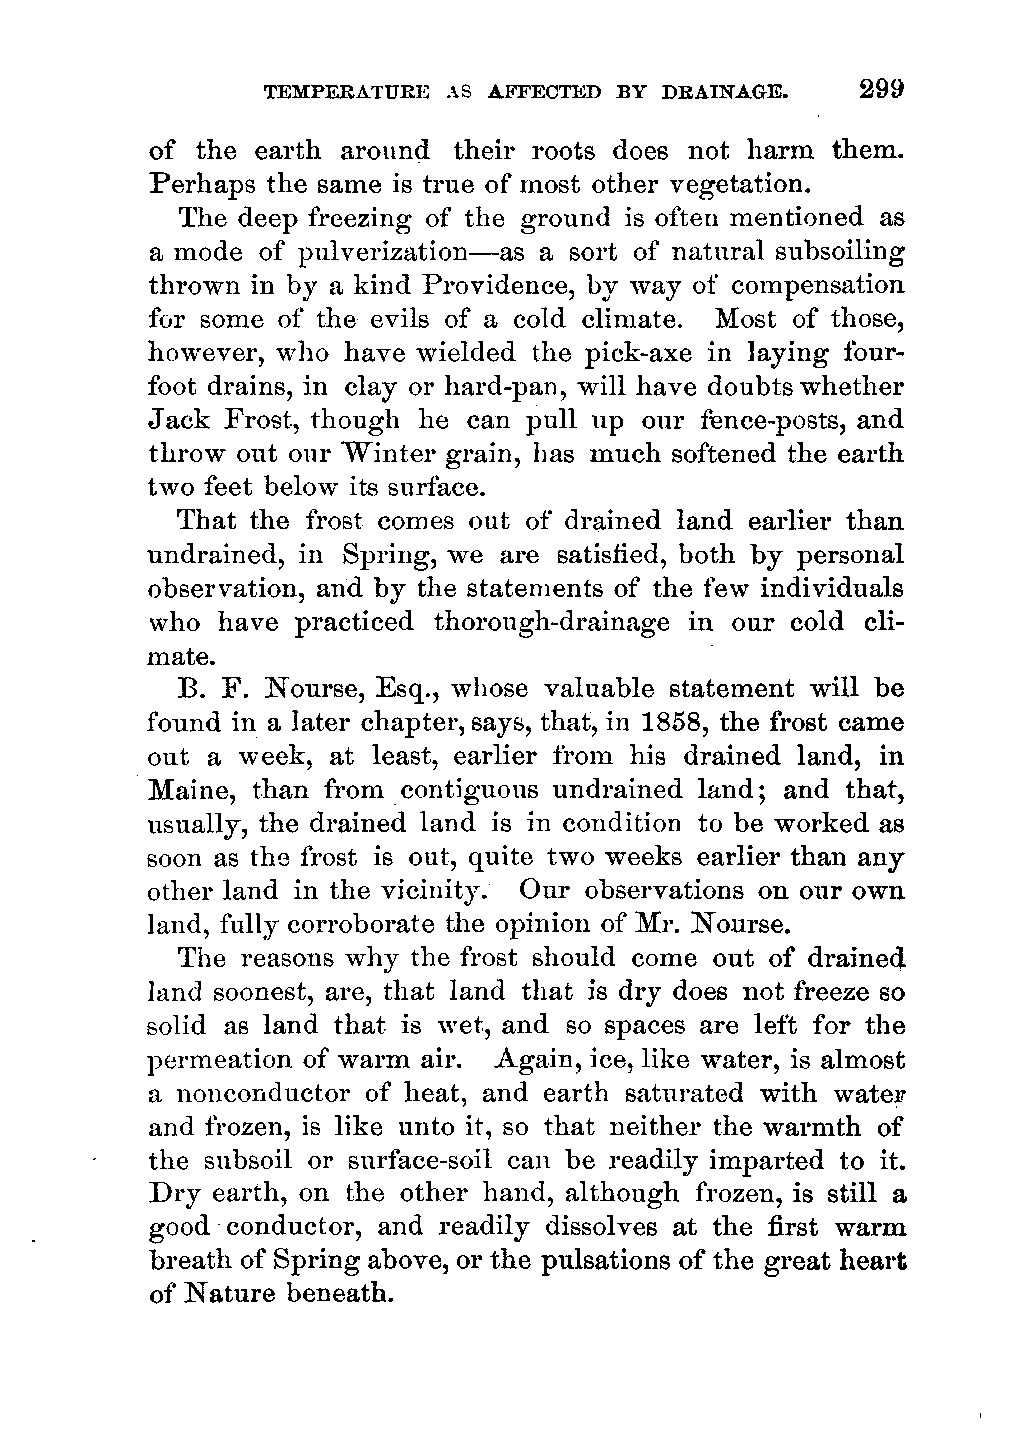 TEMPERATURE AS AFFECTED BY DRAINAGE. 299
of the earth around their roots does not harm them.
Perhaps the same is true of most other vegetation.
The deep freezing of the ground is often mentioned as
a mode of pulverization—as a sort of natural subsoiling
thrown in by a kind Providence, by way of compensation
for some of the evils of a cold climate. Most of those,
however, who have wielded the pick-axe in laying four-
foot drains, in clay or hard-pan, will have doubts whether
Jack Frost, though he can pull up our fence-posts, and
throw out our Winter grain, has much softened the earth
two feet below its surface.
That the frost comes out of drained land earlier than
undrained, in Spring, we are satisfied, both by personal
observation, and by the statements of the few individuals
who have practiced thorough-drainage in our cold cli-
mate.
B. F. Nourse, Esq., whose valuable statement will be
found in a later chapter, says, that, in 1858, the frost came
out a week, at least, earlier from his drained land, in
Maine, than from contiguous undrained land; and that,
usually, the drained land is in condition to be worked as
soon as the frost is out, quite two weeks earlier than any
other land in the vicinity. Our observations on our own
land, fully corroborate the opinion of Mr. Nourse.
The reasons why the frost should come out of drained
land soonest, are, that land that is dry does not freeze so
solid as land that is wet, and so spaces are left for the
permeation of warm air. Again, ice, like water, is almost
a nonconductor of heat, and earth saturated with water
and frozen, is like unto it, so that neither the warmth of
the subsoil or surface-soil can be readily imparted to it.
Dry earth, on the other hand, although frozen, is still a
good conductor, and readily dissolves at the first warm
breath of Spring above, or the pulsations of the great heart
of Nature beneath.